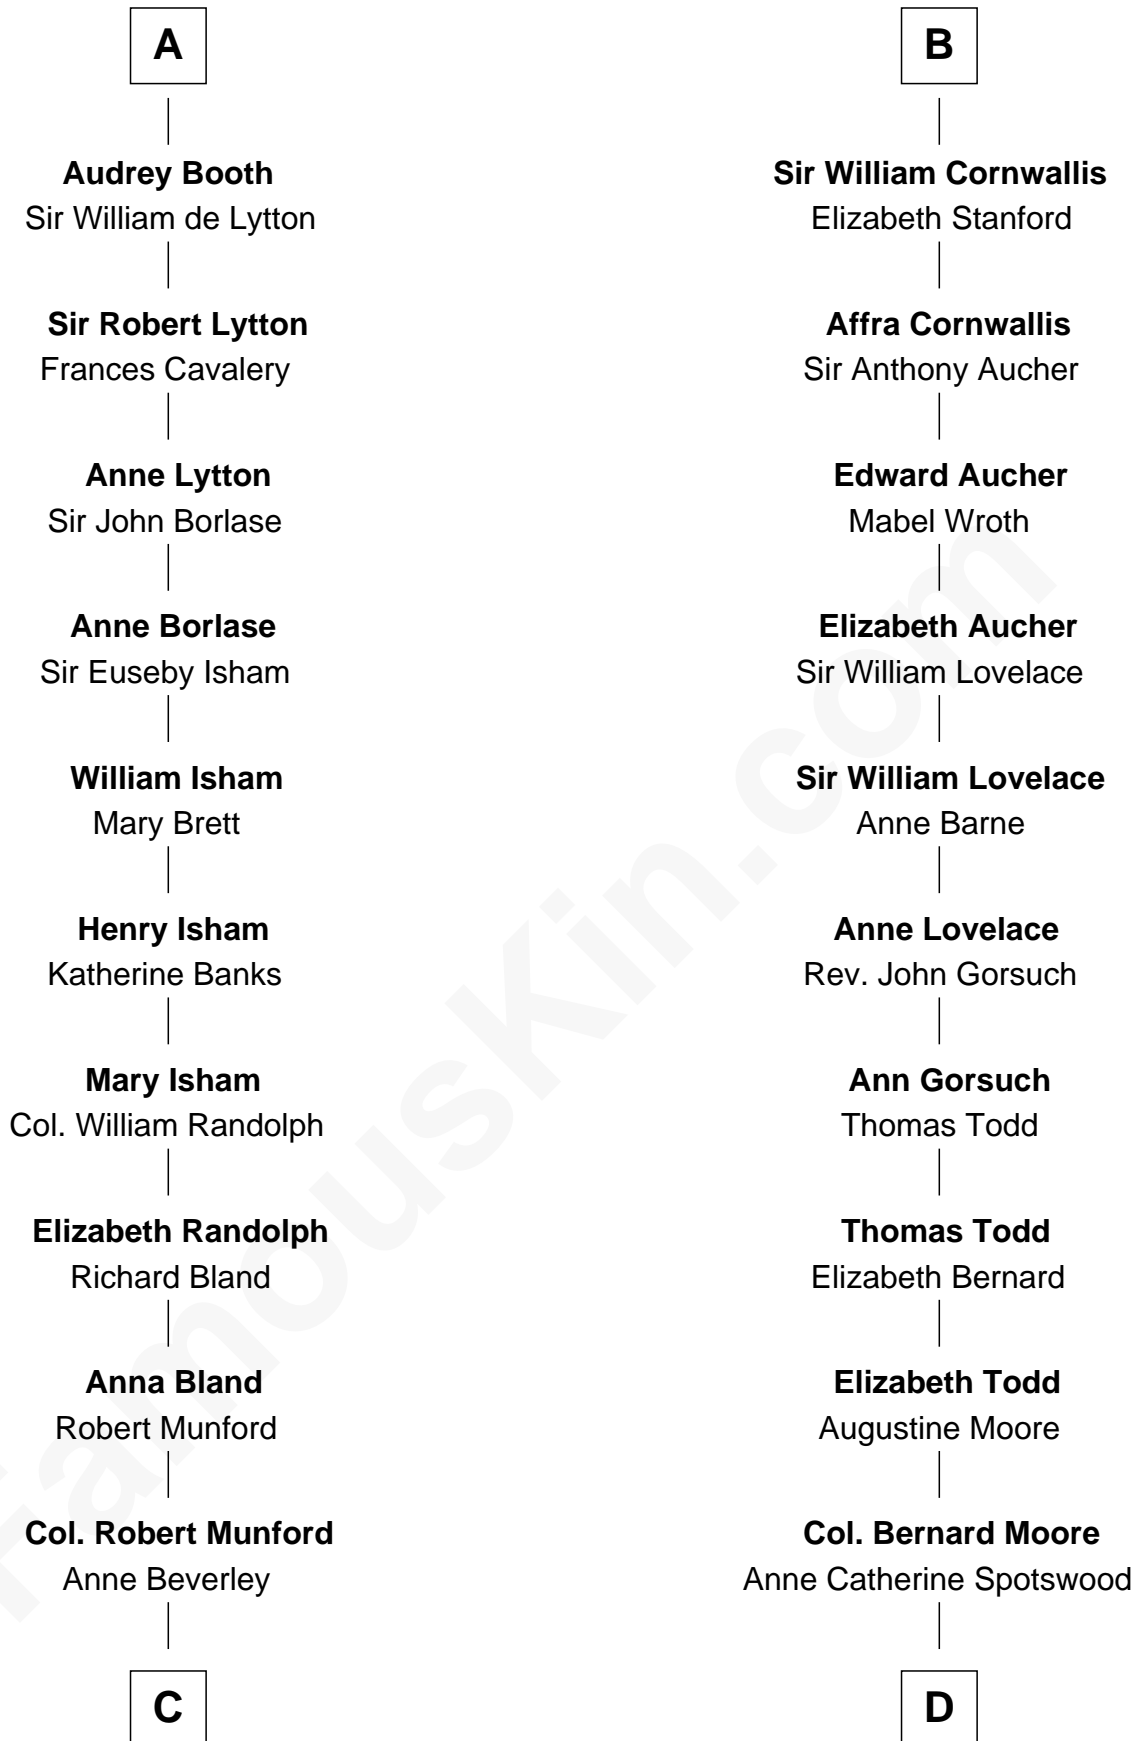 A
Audrey Booth
Sir William de Lytton
Sir Robert Lytton
Frances Cavalery
Anne Lytton
Sir John Borlase
Anne Borlase
Sir Euseby Isham
William Isham
Mary Brett
Henry Isham
Katherine Banks
Mary Isham
Col. William Randolph
Elizabeth Randolph
Richard Bland
Anna Bland
Robert Munford
Col. Robert Munford
Anne Beverley
C
B
Sir William Cornwallis
Elizabeth Stanford
Affra Cornwallis
Sir Anthony Aucher
Edward Aucher
Mabel Wroth
Elizabeth Aucher
Sir William Lovelace
Sir William Lovelace
Anne Barne
Anne Lovelace
Rev. John Gorsuch
Ann Gorsuch
Thomas Todd
Thomas Todd
Elizabeth Bernard
Elizabeth Todd
Augustine Moore
Col. Bernard Moore
Anne Catherine Spotswood
D
FamousKin.com